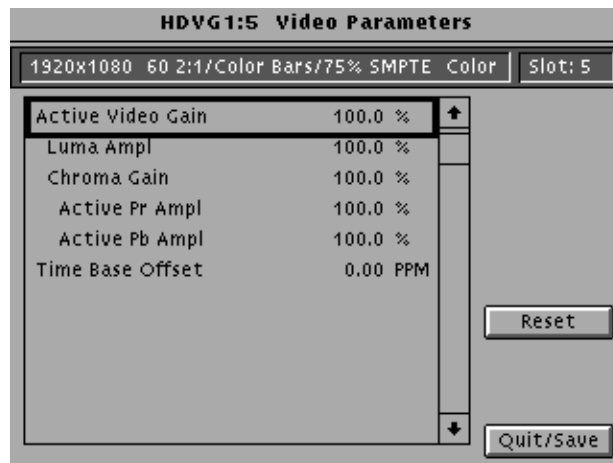 HDVG1:5 Video Parameters
1920x1080 60 2:1/Color Bars/75% SMPTE Color
Slot: 5
Active Video Gain 100.0 %
Luma Ampl 100.0 %
Chroma Gain 100.0 %
Active Pr Ampl 100.0 %
Active Pb Ampl 100.0 %
Time Base Offset 0.00 PPM
Reset
Quit/Save